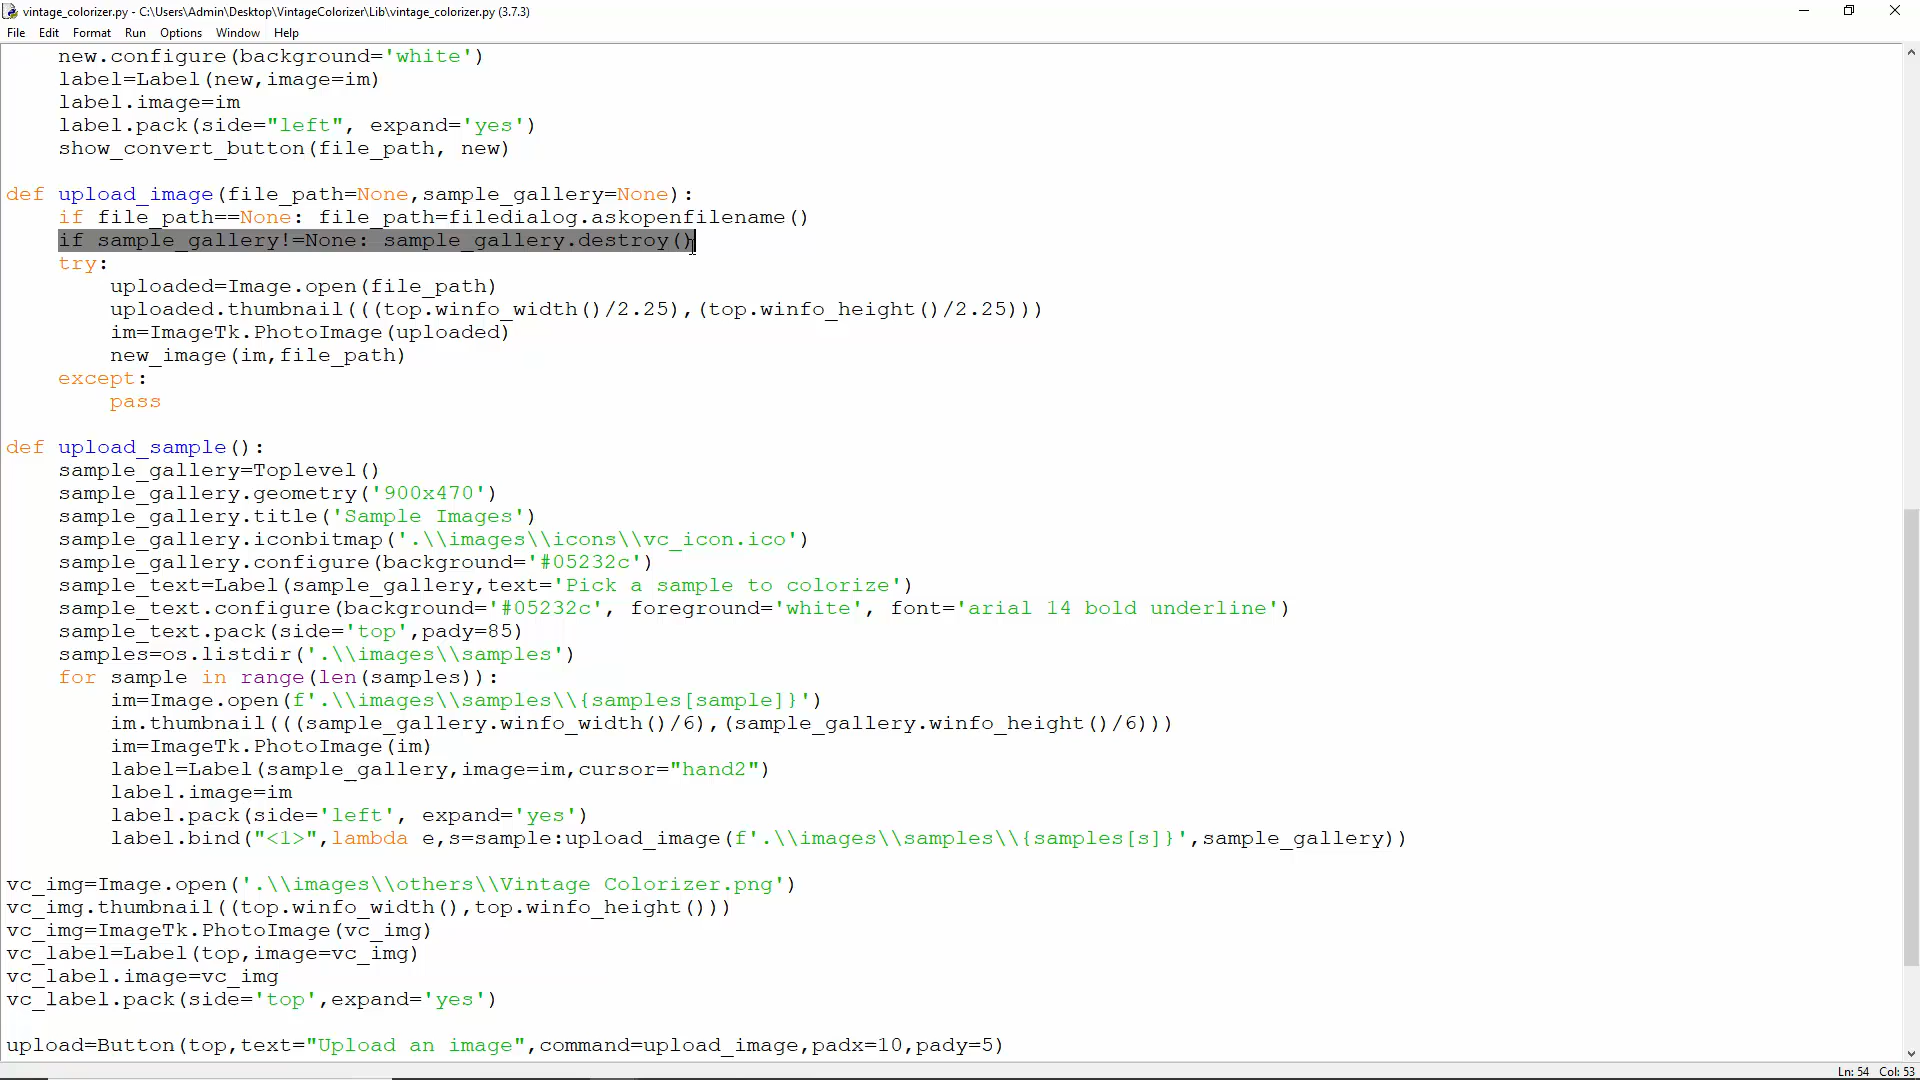 vintage_colorizer.py - C:\Users\Admin\Desktop\VintageColorizer\Lib\vintage_colorizer.py (3.7.3)
File Edit Format Run Options Window Help
    new.configure(background='white')
    label=Label(new,image=im)
    label.image=im
    label.pack(side="left", expand='yes')
    show_convert_button(file_path, new)
def upload_image(file_path=None,sample_gallery=None):
    if file_path==None: file_path=filedialog.askopenfilename()
    if sample_gallery!=None: sample_gallery.destroy()
    try:
        uploaded=Image.open(file_path)
        uploaded.thumbnail(((top.winfo_width()/2.25),(top.winfo_height()/2.25)))
        im=ImageTk.PhotoImage(uploaded)
        new_image(im,file_path)
    except:
        pass
def upload_sample():
    sample_gallery=Toplevel()
    sample_gallery.geometry('900x470')
    sample_gallery.title('Sample Images')
    sample_gallery.iconbitmap('.\\images\\icons\\vc_icon.ico')
    sample_gallery.configure(background='#05232c')
    sample_text=Label(sample_gallery,text='Pick a sample to colorize')
    sample_text.configure(background='#05232c', foreground='white', font='arial 14 bold underline')
    sample_text.pack(side='top',pady=85)
    samples=os.listdir('.\\images\\samples')
    for sample in range(len(samples)):
        im=Image.open(f'.\\images\\samples\\{samples[sample]}')
        im.thumbnail(((sample_gallery.winfo_width()/6),(sample_gallery.winfo_height()/6)))
        im=ImageTk.PhotoImage(im)
        label=Label(sample_gallery,image=im,cursor="hand2")
        label.image=im
        label.pack(side='left', expand='yes')
        label.bind("<1>",lambda e,s=sample:upload_image(f'.\\images\\samples\\{samples[s]}',sample_gallery))
vc_img=Image.open('.\\images\\others\\Vintage Colorizer.png')
vc_img.thumbnail((top.winfo_width(),top.winfo_height()))
vc_img=ImageTk.PhotoImage(vc_img)
vc_label=Label(top,image=vc_img)
vc_label.image=vc_img
vc_label.pack(side='top',expand='yes')
upload=Button(top,text="Upload an image",command=upload_image,padx=10,pady=5)
Ln: 54 Col: 53